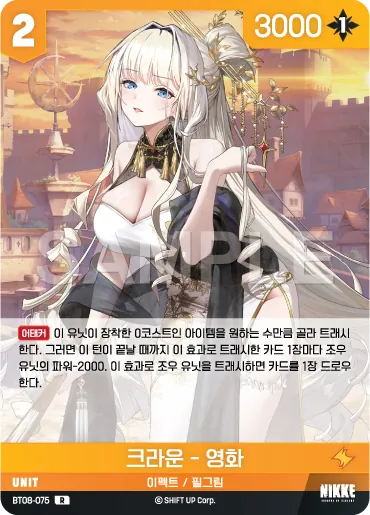 2
3000 1
SAMPLE
어태커 이 유닛이 장착한 0코스트인 아이템을 원하는 수만큼 골라 트래시
한다. 그러면 이 턴이 끝날 때까지 이 효과로 트래시한 카드 1장마다 조우
유닛의 파워-2000. 이 효과로 조우 유닛을 트래시하면 카드를 1장 드로우
한다.
크라운 - 영화
UNIT
이펙트 / 필그림
BT08-075 R
©SHIFT UP Corp.
NIKKE